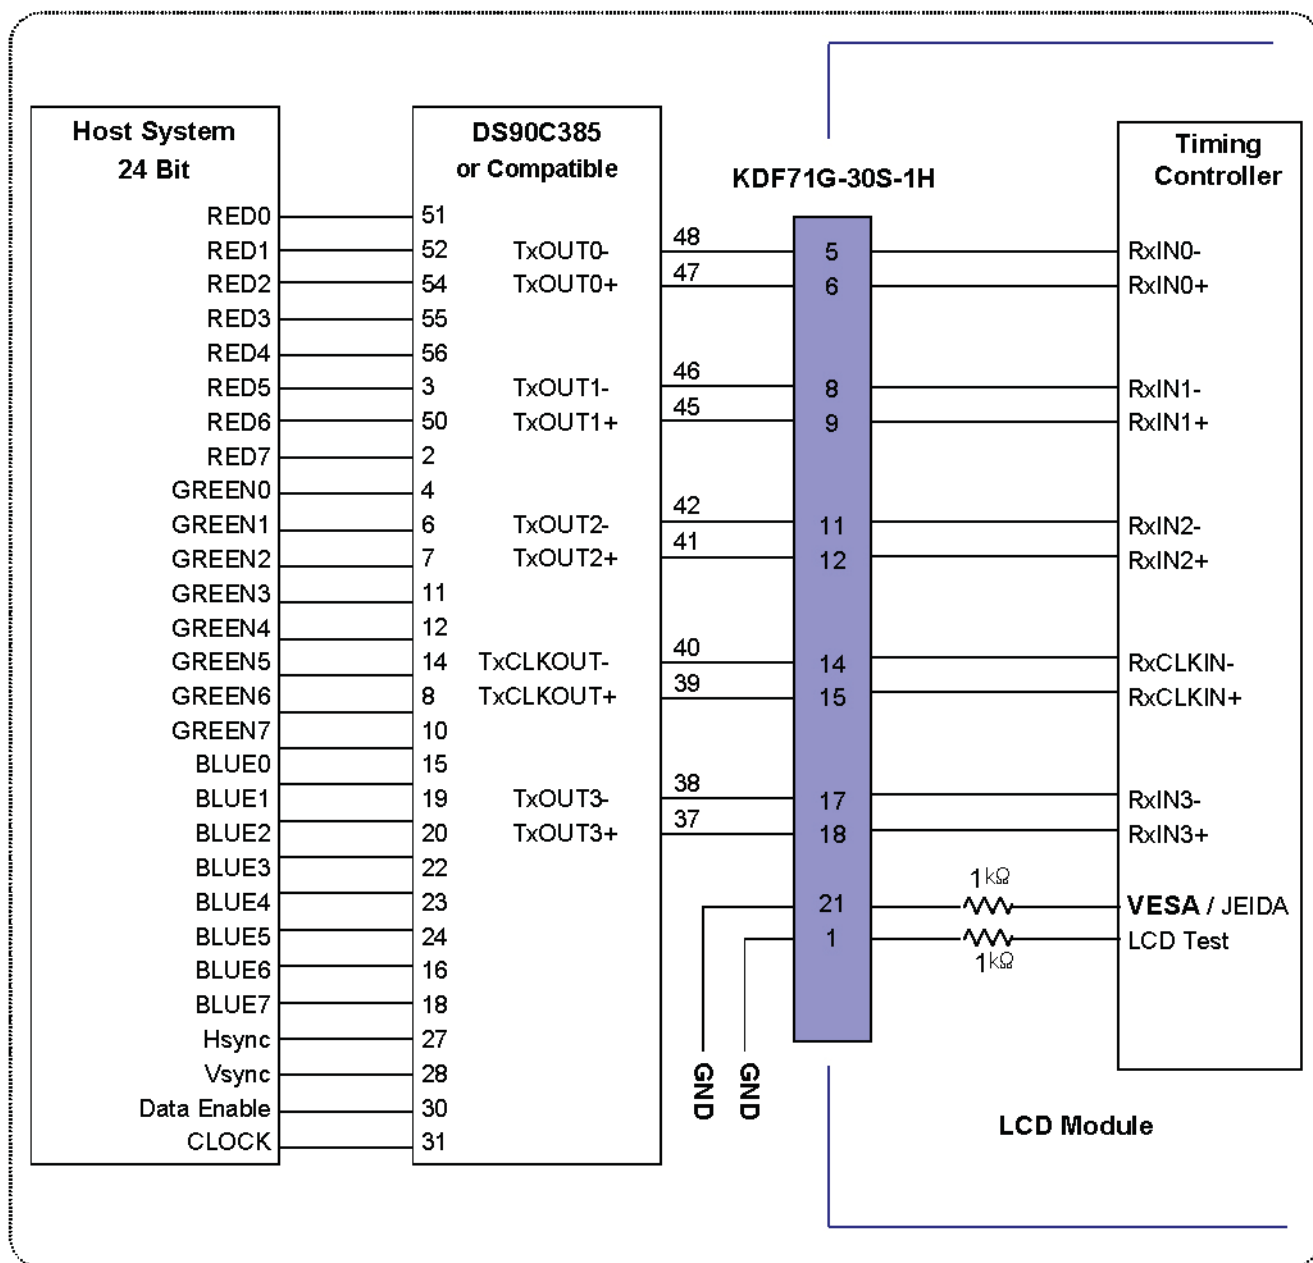 Host System
24 Bit
DS90C385
or Compatible
KDF71G-30S-1H
Timing
Controller
RED0 51
RED1 52 TxOUT0- 48 5 RxIN0-
RED2 54 TxOUT0+ 47 6 RxIN0+
RED3 55
RED4 56
RED5 3 TxOUT1- 46 8 RxIN1-
RED6 50 TxOUT1+ 45 9 RxIN1+
RED7 2
GREEN0 4
GREEN1 6 TxOUT2- 42 11 RxIN2-
GREEN2 7 TxOUT2+ 41 12 RxIN2+
GREEN3 11
GREEN4 12
GREEN5 14 TxCLKOUT- 40 14 RxCLKIN-
GREEN6 8 TxCLKOUT+ 39 15 RxCLKIN+
GREEN7 10
BLUE0 15
BLUE1 19 TxOUT3- 38 17 RxIN3-
BLUE2 20 TxOUT3+ 37 18 RxIN3+
BLUE3 22
1kΩ
BLUE4 23 21 VESA / JEIDA
BLUE5 24 1 LCD Test
1kΩ
BLUE6 16
BLUE7 18
Hsync 27
Vsync 28
Data Enable 30
CLOCK 31
GND
GND
LCD Module